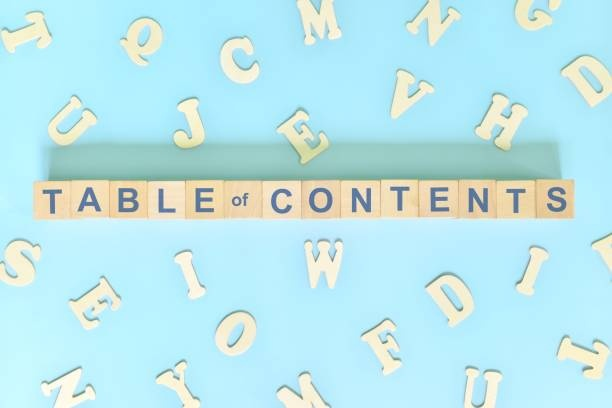 T Q M N E
C V D
U J E H
TABLE of CONTENTS
S I W I E
E O F D T
N Y M E U